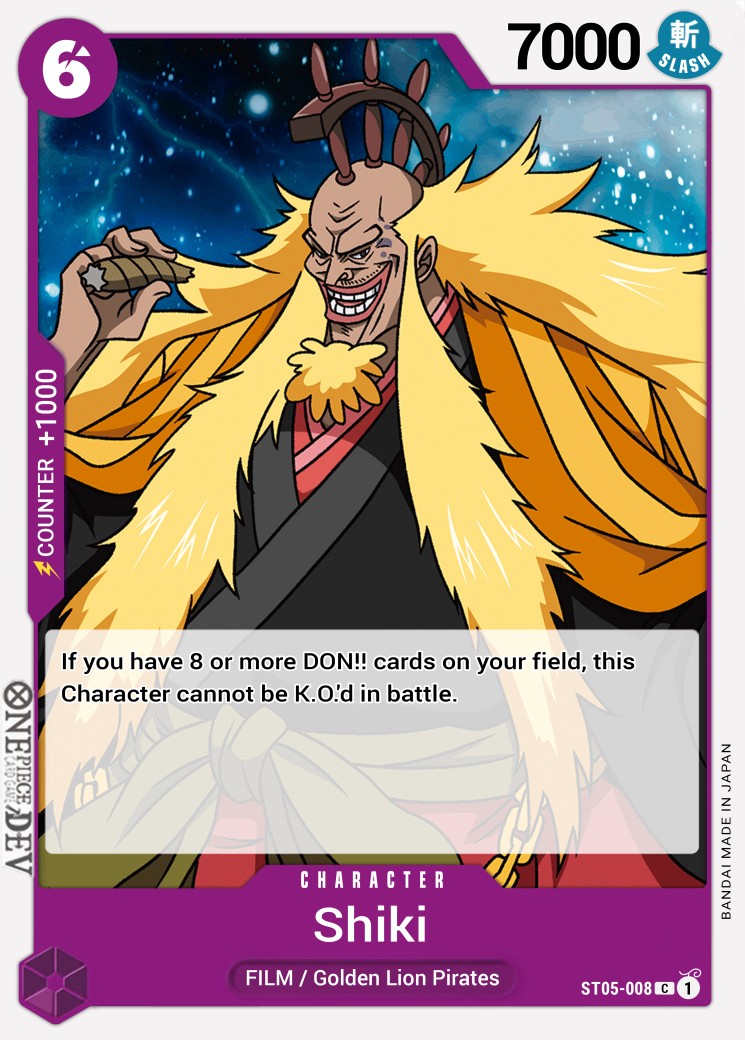 6
7000
斬
SLASH
COUNTER +1000
If you have 8 or more DON!! cards on your field, this
Character cannot be K.O.'d in battle.
ONE PIECE
CARD GAME
.DEV
BANDAI MADE IN JAPAN
CHARACTER
Shiki
FILM / Golden Lion Pirates
ST05-008 C 1